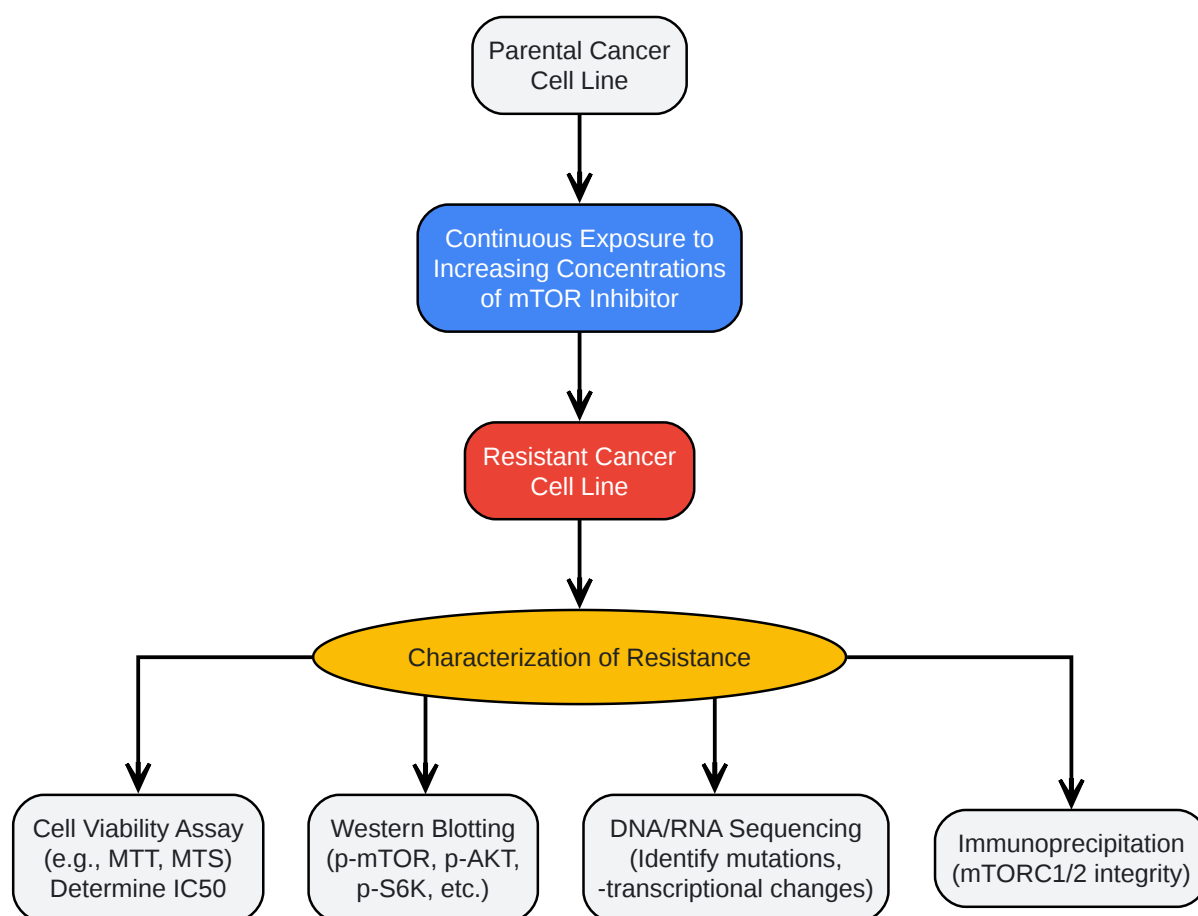 Parental Cancer
Cell Line
Continuous Exposure to
Increasing Concentrations
of mTOR Inhibitor
Resistant Cancer
Cell Line
Characterization of Resistance
Cell Viability Assay
(e.g., MTT, MTS)
Determine IC50
Western Blotting
(p-mTOR, p-AKT,
p-S6K, etc.)
DNA/RNA Sequencing
(Identify mutations,
-transcriptional changes)
Immunoprecipitation
(mTORC1/2 integrity)